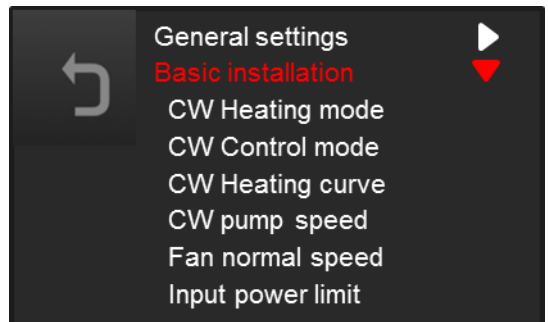 General settings
Basic installation
CW Heating mode
CW Control mode
CW Heating curve
CW pump speed
Fan normal speed
Input power limit